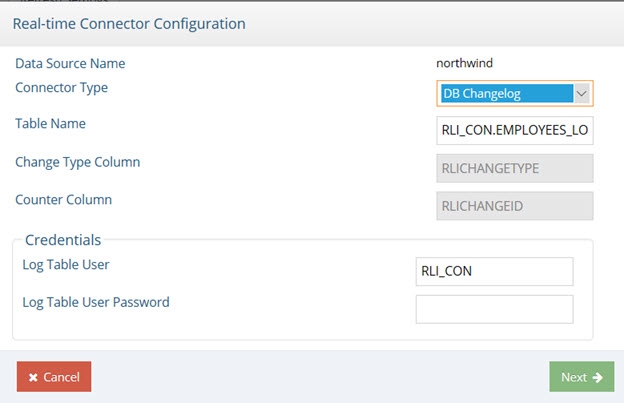 Real-time Connector Configuration
Data Source Name northwind
Connector Type DB Changelog
Table Name RLI_CON.EMPLOYEES_LO
Change Type Column RLICHANGETYPE
Counter Column RLICHANGEID
Credentials
Log Table User RLI_CON
Log Table User Password
Cancel Next